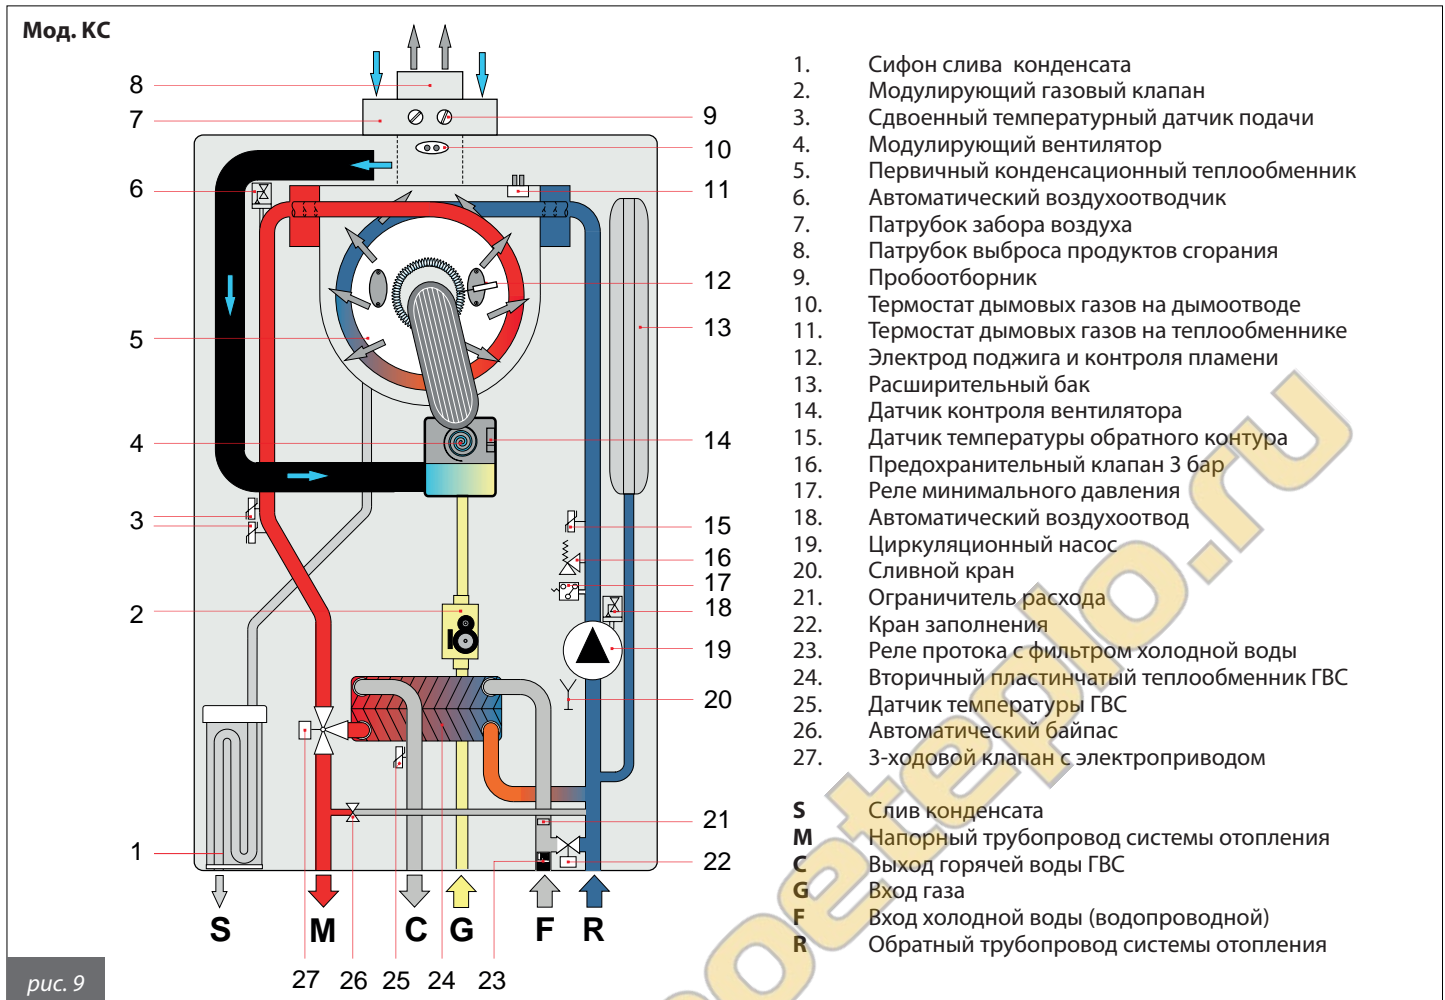 Мод. КС
1. Сифон слива конденсата
2. Модулирующий газовый клапан
3. Сдвоенный температурный датчик подачи
4. Модулирующий вентилятор
5. Первичный конденсационный теплообменник
6. Автоматический воздухоотводчик
7. Патрубок забора воздуха
8. Патрубок выброса продуктов сгорания
9. Пробоотборник
10. Термостат дымовых газов на дымоотводе
11. Термостат дымовых газов на теплообменнике
12. Электрод поджига и контроля пламени
13. Расширительный бак
14. Датчик контроля вентилятора
15. Датчик температуры обратного контура
16. Предохранительный клапан 3 бар
17. Реле минимального давления
18. Автоматический воздухоотвод
19. Циркуляционный насос
20. Сливной кран
21. Ограничитель расхода
22. Кран заполнения
23. Реле протока с фильтром холодной воды
24. Вторичный пластинчатый теплообменник ГВС
25. Датчик температуры ГВС
26. Автоматический байпас
27. 3-ходовой клапан с электроприводом
S Слив конденсата
M Напорный трубопровод системы отопления
C Выход горячей воды ГВС
G Вход газа
F Вход холодной воды (водопроводной)
R Обратный трубопровод системы отопления
8
7
6
5
4
3
2
1
9
10
11
12
13
14
15
16
17
18
19
20
21
22
S M C G F R
27 26 25 24 23
рис. 9
poeteplo.ru